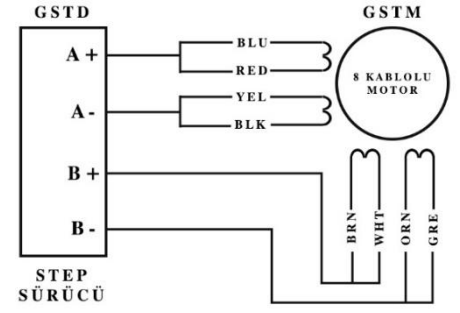 GSTD
GSTM
A +
A -
B +
B -
BLU
RED
YEL
BLK
8 KABLOLU
MOTOR
BRN
WHT
ORN
GRE
STEP
SÜRÜCÜ